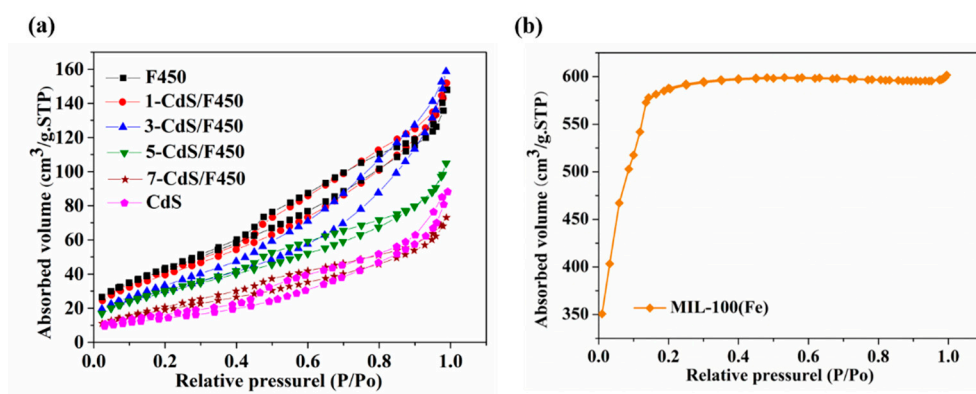 (a)
Absorbed volume (cm³/g.STP)
160
140
120
100
80
60
40
20
0
F450
1-CdS/F450
3-CdS/F450
5-CdS/F450
7-CdS/F450
CdS
0.0 0.2 0.4 0.6 0.8 1.0
Relative pressurel (P/Po)
(b)
Absorbed volume (cm³/g.STP)
600
550
500
450
400
350
MIL-100(Fe)
0.0 0.2 0.4 0.6 0.8 1.0
Relative pressurel (P/Po)